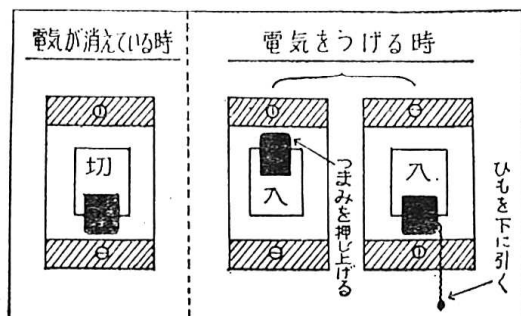 電気が消えている時
電気をつける時
切
入
つまみを押し上げる
入.
ひもを下に引く